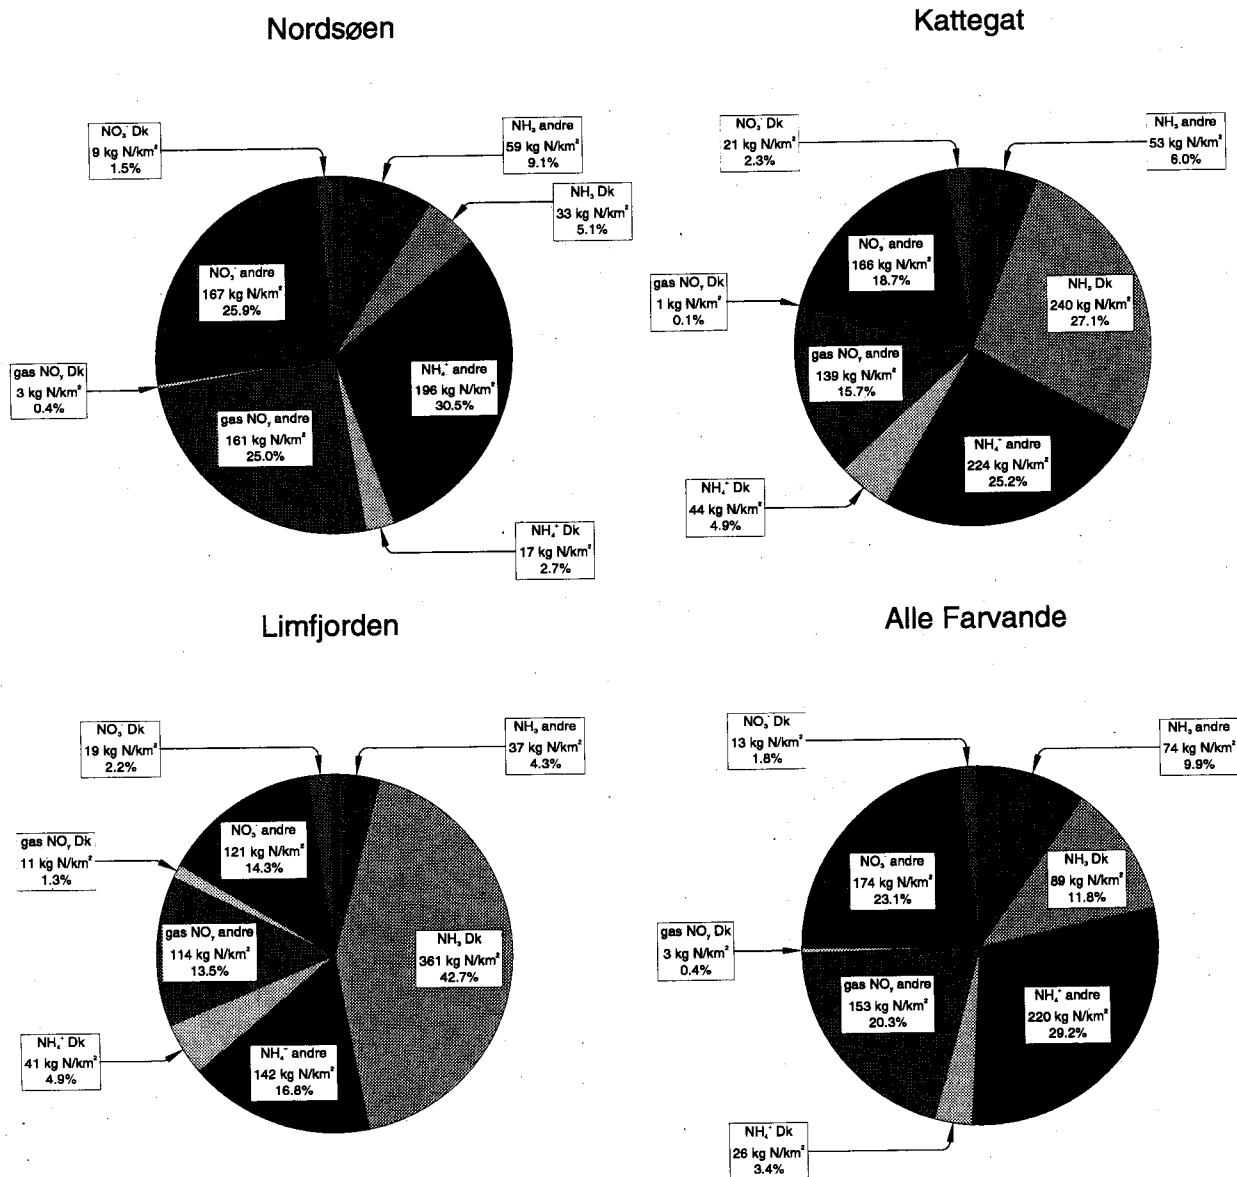 Nordsøen
NO₃⁻ Dk
9 kg N/km²
1.5%
NH₃ andre
59 kg N/km²
9.1%
NH₃ Dk
33 kg N/km²
5.1%
NO₃⁻ andre
167 kg N/km²
25.9%
gas NOᵧ Dk
3 kg N/km²
0.4%
NH₄⁺ andre
196 kg N/km²
30.5%
gas NOᵧ andre
161 kg N/km²
25.0%
NH₄⁺ Dk
17 kg N/km²
2.7%
Kattegat
NO₃⁻ Dk
21 kg N/km²
2.3%
NH₃ andre
53 kg N/km²
6.0%
NO₃⁻ andre
166 kg N/km²
18.7%
gas NOᵧ Dk
1 kg N/km²
0.1%
NH₃ Dk
240 kg N/km²
27.1%
gas NOᵧ andre
139 kg N/km²
15.7%
NH₄⁺ andre
224 kg N/km²
25.2%
NH₄⁺ Dk
44 kg N/km²
4.9%
Limfjorden
NO₃⁻ Dk
19 kg N/km²
2.2%
NH₃ andre
37 kg N/km²
4.3%
NO₃⁻ andre
121 kg N/km²
14.3%
gas NOᵧ Dk
11 kg N/km²
1.3%
gas NOᵧ andre
114 kg N/km²
13.5%
NH₃ Dk
361 kg N/km²
42.7%
NH₄⁺ Dk
41 kg N/km²
4.9%
NH₄⁺ andre
142 kg N/km²
16.8%
Alle Farvande
NO₃⁻ Dk
13 kg N/km²
1.8%
NH₃ andre
74 kg N/km²
9.9%
NO₃⁻ andre
174 kg N/km²
23.1%
NH₃ Dk
89 kg N/km²
11.8%
gas NOᵧ Dk
3 kg N/km²
0.4%
gas NOᵧ andre
153 kg N/km²
20.3%
NH₄⁺ andre
220 kg N/km²
29.2%
NH₄⁺ Dk
26 kg N/km²
3.4%